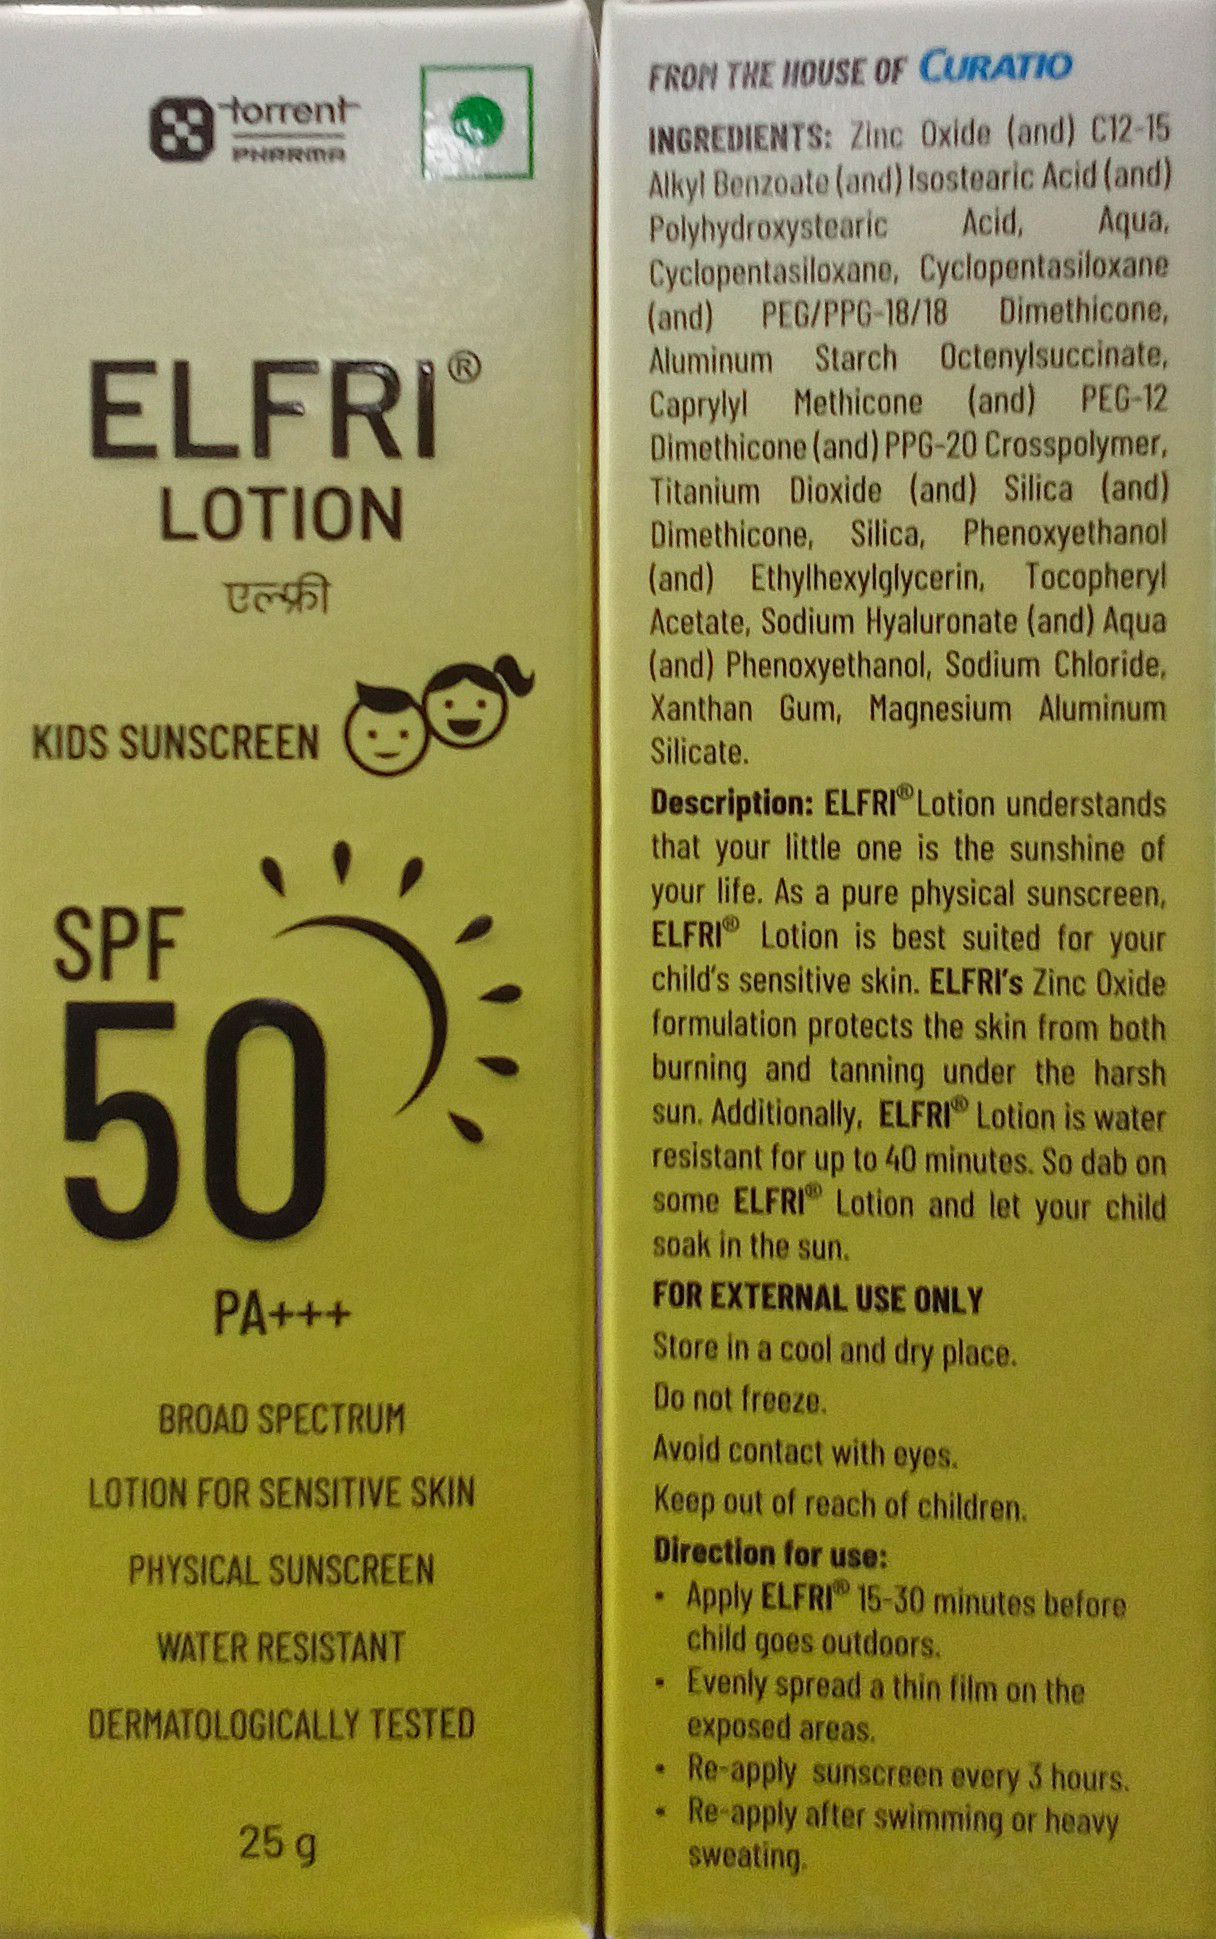 torrent
PHARMA
ELFRI®
LOTION
एल्फ्री
KIDS SUNSCREEN
SPF
50
PA+++
BROAD SPECTRUM
LOTION FOR SENSITIVE SKIN
PHYSICAL SUNSCREEN
WATER RESISTANT
DERMATOLOGICALLY TESTED
25 g
FROM THE HOUSE OF CURATIO
INGREDIENTS: Zinc Oxide (and) C12-15
Alkyl Benzoate (and) Isostearic Acid (and)
Polyhydroxystearic Acid, Aqua,
Cyclopentasiloxane, Cyclopentasiloxane
(and) PEG/PPG-18/18 Dimethicone,
Aluminum Starch Octenylsuccinate,
Caprylyl Methicone (and) PEG-12
Dimethicone (and) PPG-20 Crosspolymer,
Titanium Dioxide (and) Silica (and)
Dimethicone, Silica, Phenoxyethanol
(and) Ethylhexylglycerin, Tocopheryl
Acetate, Sodium Hyaluronate (and) Aqua
(and) Phenoxyethanol, Sodium Chloride,
Xanthan Gum, Magnesium Aluminum
Silicate.
Description: ELFRI® Lotion understands
that your little one is the sunshine of
your life. As a pure physical sunscreen,
ELFRI® Lotion is best suited for your
child's sensitive skin. ELFRI's Zinc Oxide
formulation protects the skin from both
burning and tanning under the harsh
sun. Additionally, ELFRI® Lotion is water
resistant for up to 40 minutes. So dab on
some ELFRI® Lotion and let your child
soak in the sun.
FOR EXTERNAL USE ONLY
Store in a cool and dry place.
Do not freeze.
Avoid contact with eyes.
Keep out of reach of children.
Direction for use:
• Apply ELFRI® 15-30 minutes before
child goes outdoors.
• Evenly spread a thin film on the
exposed areas.
• Re-apply sunscreen every 3 hours.
• Re-apply after swimming or heavy
sweating.